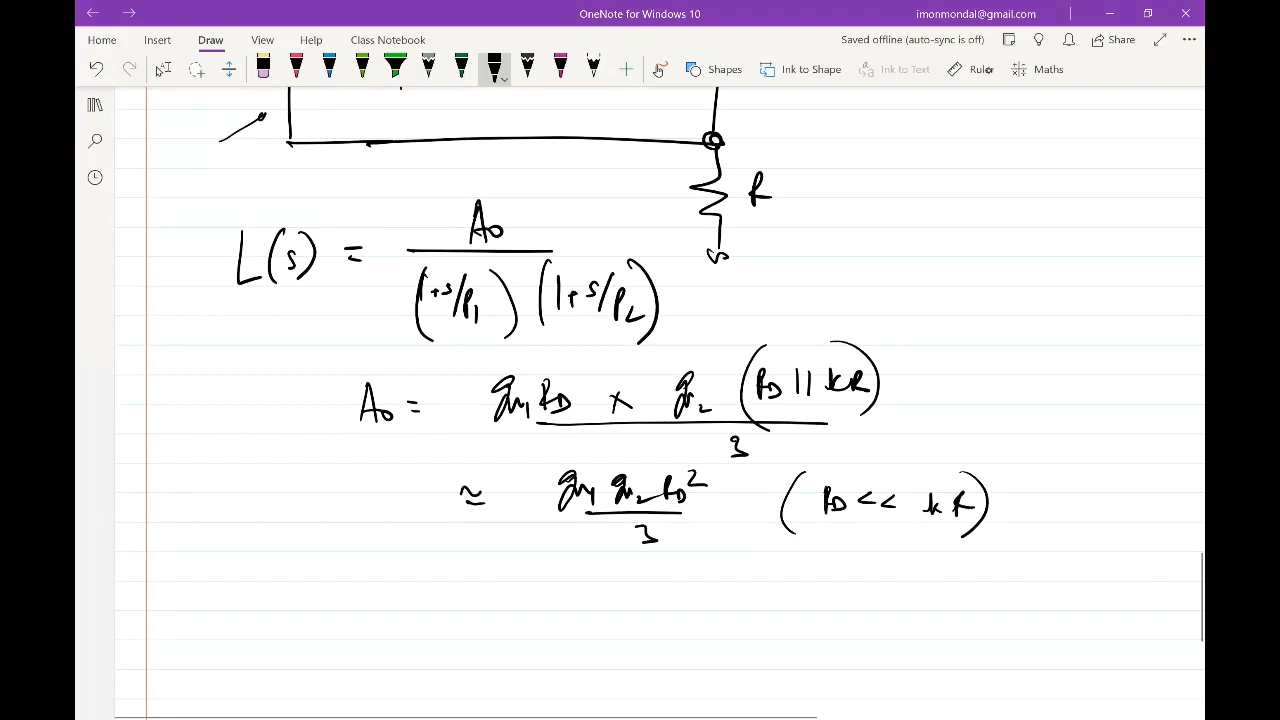 OneNote for Windows 10
imonmondal@gmail.com
Home Insert Draw View Help Class Notebook
Saved offline (auto-sync is off) Share
Shapes Ink to Shape Ink to Text Ruler Maths
R
L(s) = A₀ / (1+s/p₁) (1+s/p₂)
A₀ = gm₁ RD × gm₂ (RD || kR) / 3
≈ gm₁ gm₂ RD² / 3 (RD << kR)